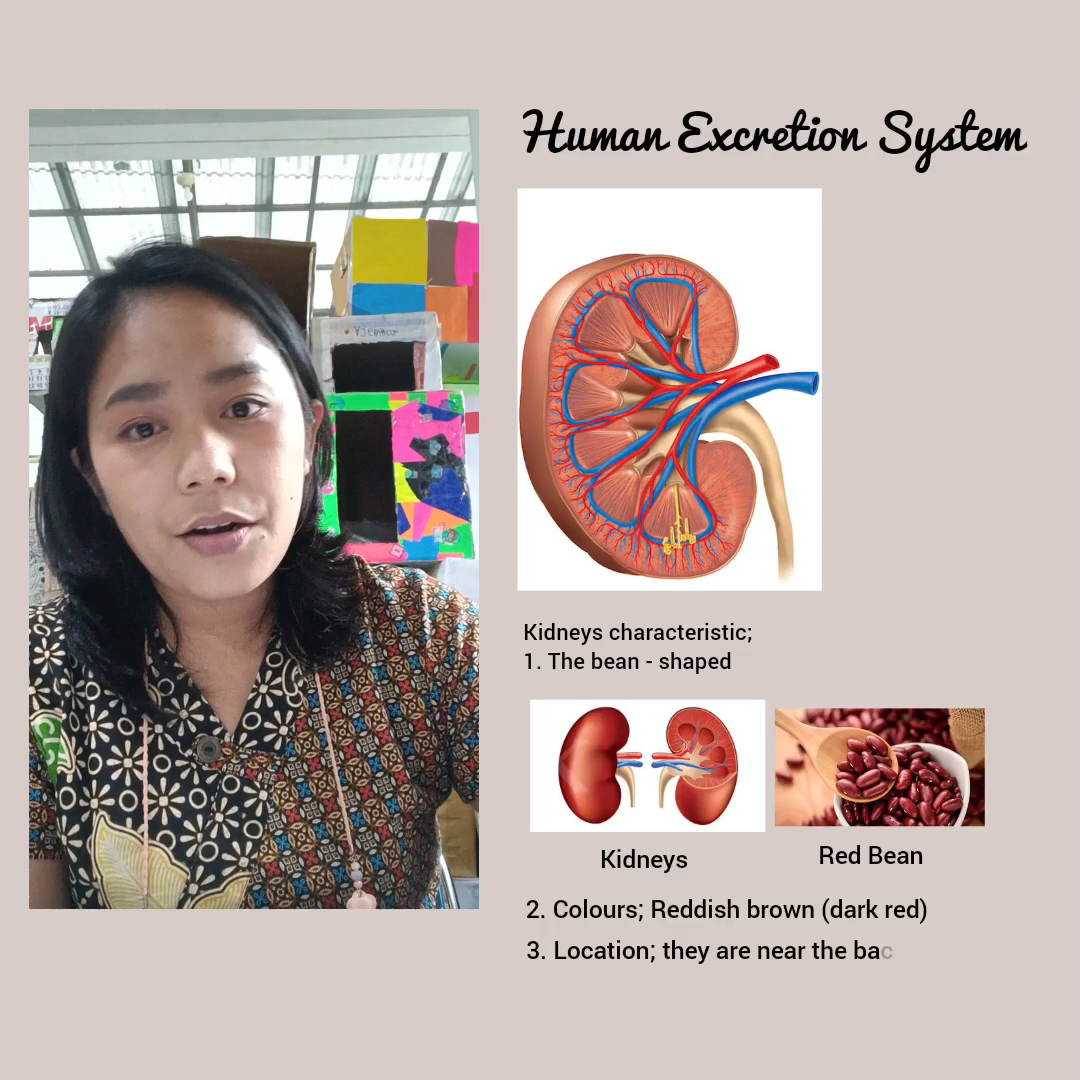 Human Excretion System
Kidneys characteristic;
1. The bean - shaped
Kidneys
Red Bean
2. Colours; Reddish brown (dark red)
3. Location; they are near the bac